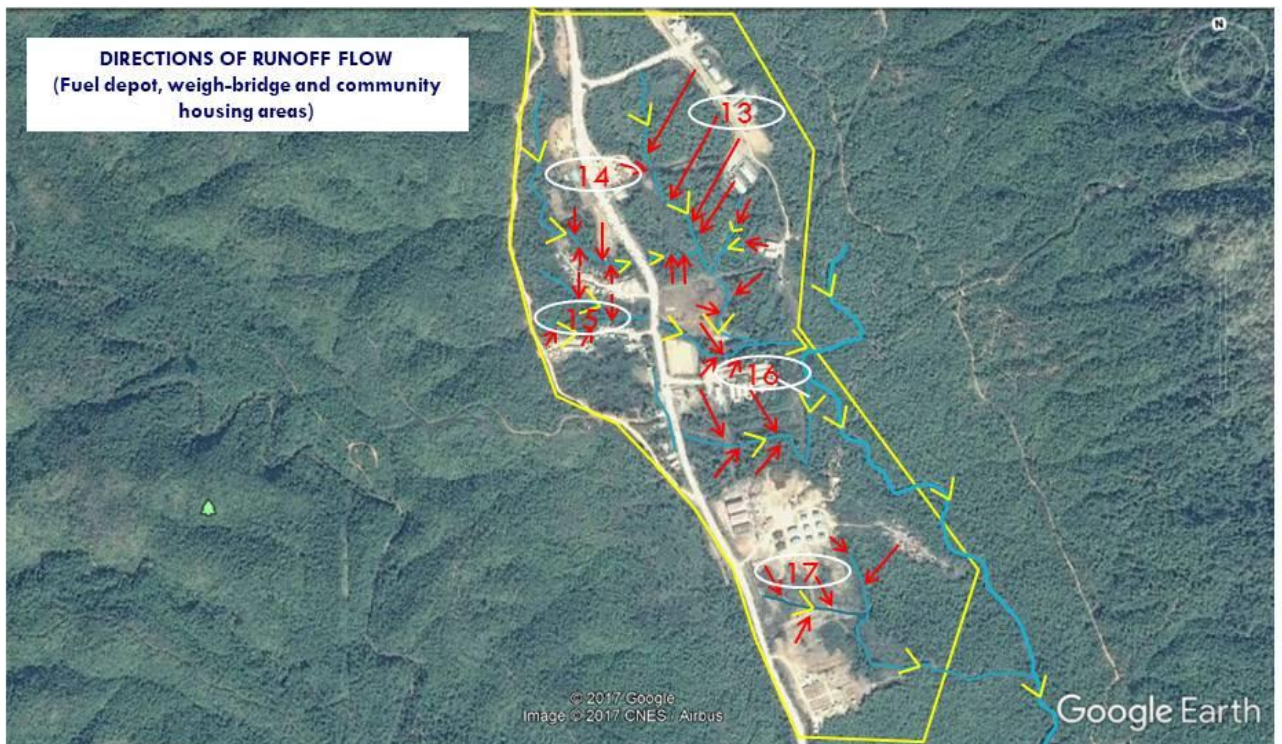 DIRECTIONS OF RUNOFF FLOW
(Fuel depot, weigh-bridge and community
housing areas)
N
13
14
15
16
17
© 2017 Google
Image © 2017 CNES / Airbus
Google Earth